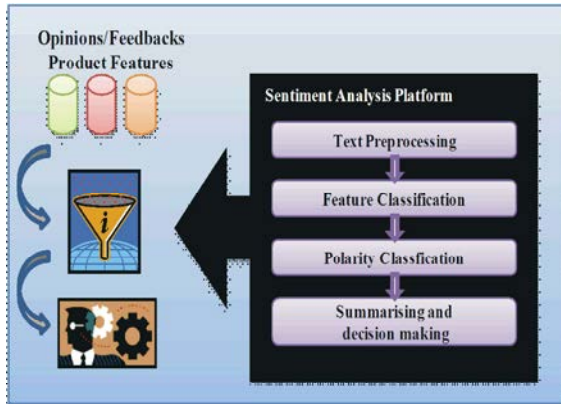 Opinions/Feedbacks
Product Features
Sentiment Analysis Platform
Text Preprocessing
Feature Classification
Polarity Classfication
Summarising and
decision making
i